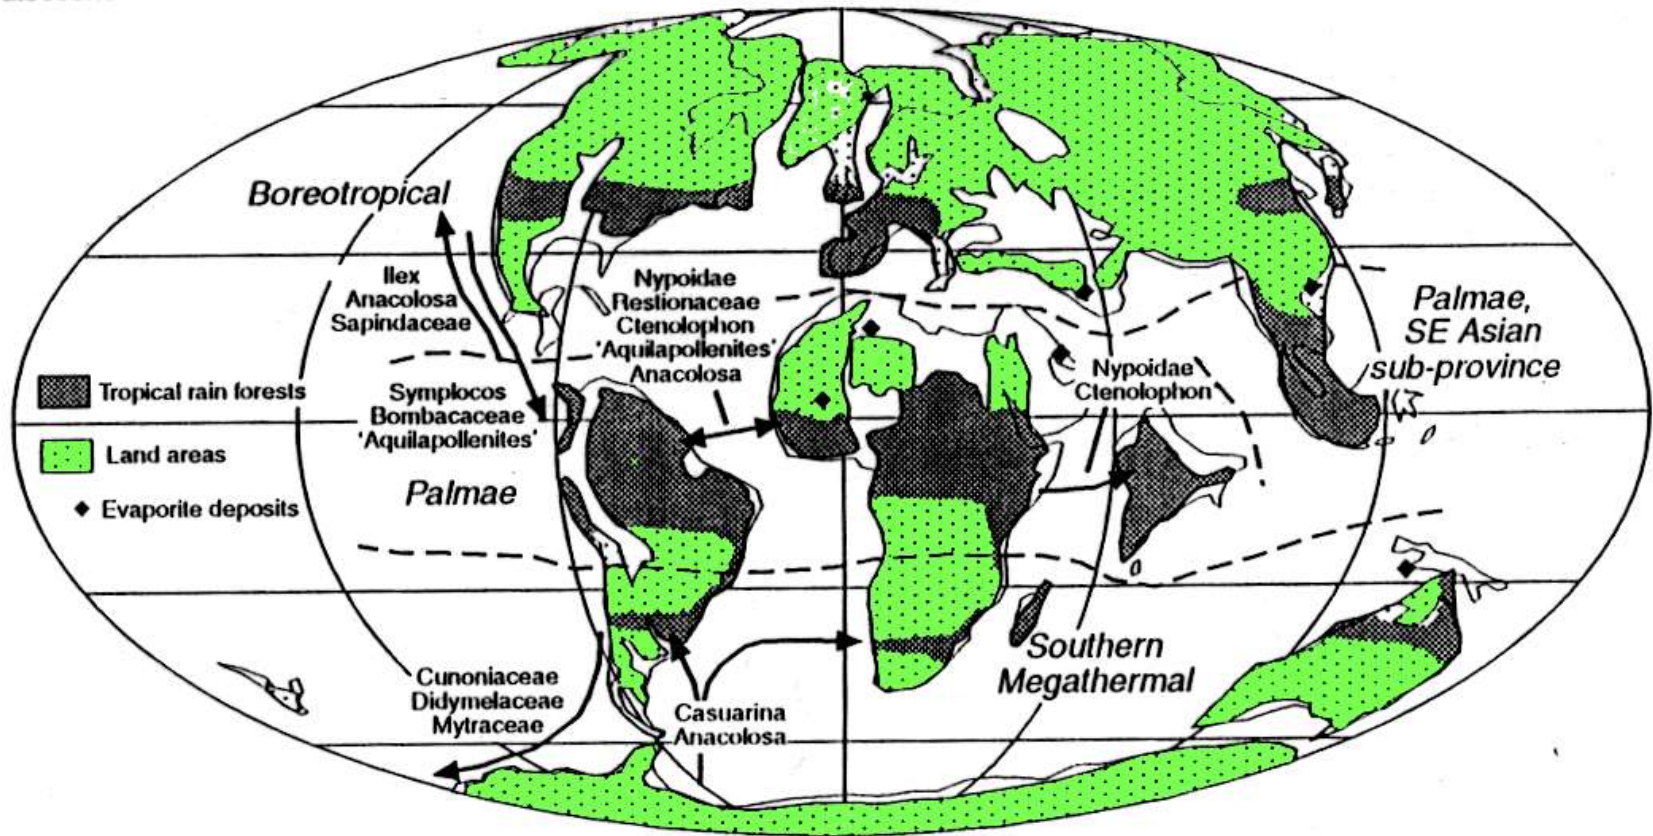 Boreotropical
Ilex
Anacolosa
Sapindaceae
Nypoidae
Restionaceae
Ctenolophon
'Aquilapollenites'
Anacolosa
Palmae,
SE Asian
sub-province
Nypoidae
Ctenolophon
Tropical rain forests
Land areas
Evaporite deposits
Symplocos
Bombacaceae
'Aquilapollenites'
Palmae
Southern
Megathermal
Cunoniaceae
Didymelaceae
Mytraceae
Casuarina
Anacolosa